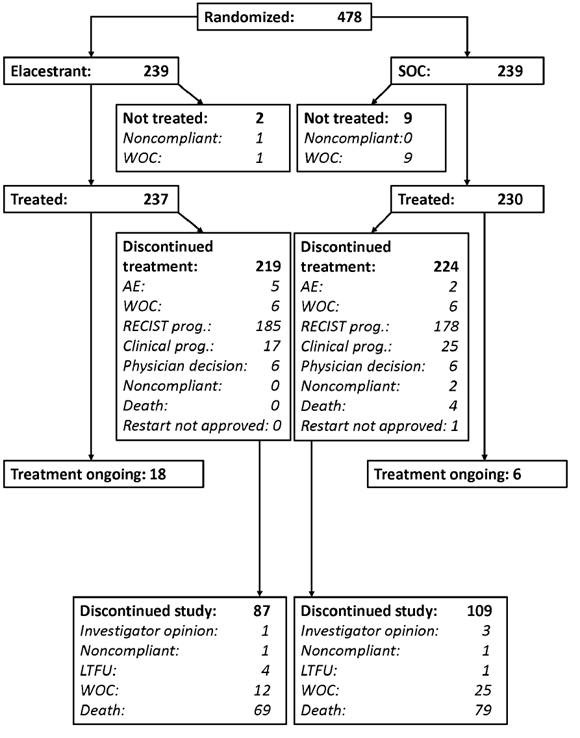 Randomized: 478
Elacestrant: 239
SOC: 239
Not treated: 2
Noncompliant: 1
WOC: 1
Not treated: 9
Noncompliant:0
WOC: 9
Treated: 237
Treated: 230
Discontinued
treatment: 219
AE: 5
WOC: 6
RECIST prog.: 185
Clinical prog.: 17
Physician decision: 6
Noncompliant: 0
Death: 0
Restart not approved: 0
Discontinued
treatment: 224
AE: 2
WOC: 6
RECIST prog.: 178
Clinical prog.: 25
Physician decision: 6
Noncompliant: 2
Death: 4
Restart not approved: 1
Treatment ongoing: 18
Treatment ongoing: 6
Discontinued study: 87
Investigator opinion: 1
Noncompliant: 1
LTFU: 4
WOC: 12
Death: 69
Discontinued study: 109
Investigator opinion: 3
Noncompliant: 1
LTFU: 1
WOC: 25
Death: 79